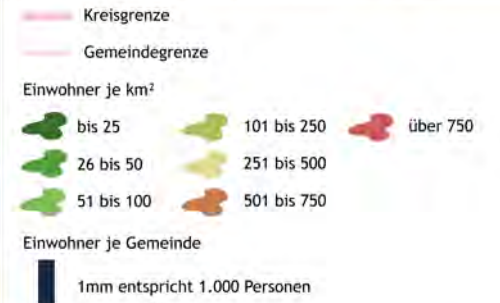 Kreisgrenze
Gemeindegrenze
Einwohner je km²
bis 25
101 bis 250
über 750
26 bis 50
251 bis 500
51 bis 100
501 bis 750
Einwohner je Gemeinde
1mm entspricht 1.000 Personen